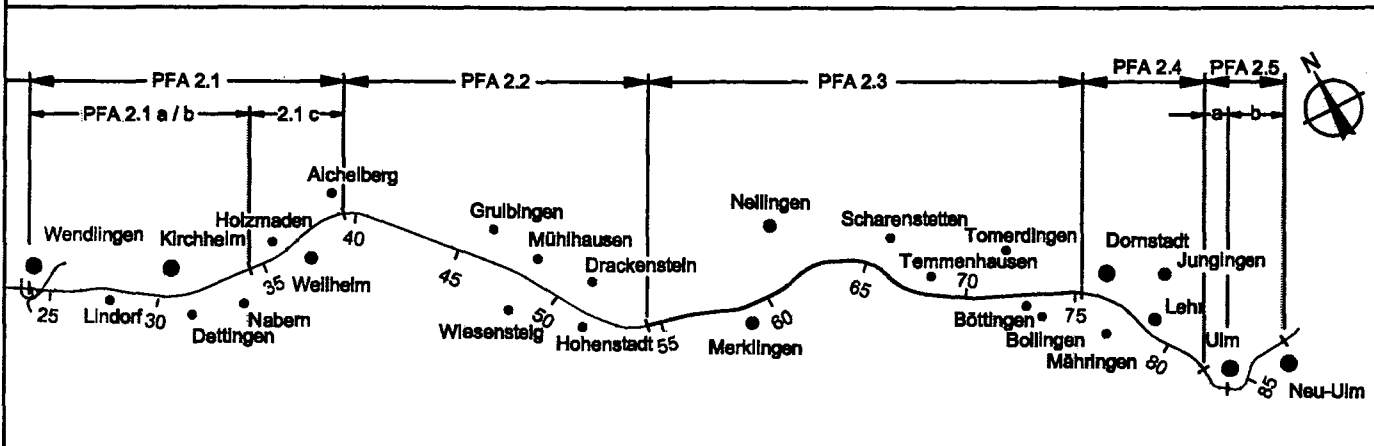 PFA 2.1 PFA 2.2 PFA 2.3 PFA 2.4 PFA 2.5
N
PFA 2.1 a / b 2.1 c a b
Aichelberg
Holzmaden
Wendlingen
Kirchheim
Weilheim
Lindorf
Dettingen
Nabern
Gruibingen
Mühlhausen
Drackenstein
Wiesensteig
Hohenstadt
Nellingen
Merklingen
Scharenstetten
Temmenhausen
Tomerdingen
Böttingen
Bollingen
Mähringen
Dornstadt
Jungingen
Lehr
Ulm
Neu-Ulm
25
30
35
40
45
50
55
60
65
70
75
80
85